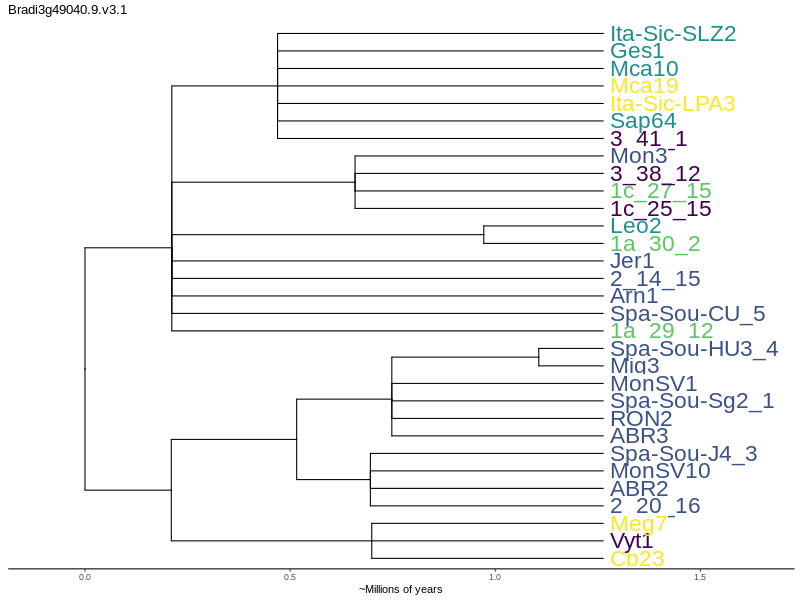 Bradi3g49040.9.v3.1
Ita-Sic-SLZ2
Ges1
Mca10
Mca19
Ita-Sic-LPA3
Sap64
3_41_1
Mon3
3_38_12
1c_27_15
1c_25_15
Leo2
1a_30_2
Jer1
2_14_15
Arn1
Spa-Sou-CU_5
1a_29_12
Spa-Sou-HU3_4
Mig3
MonSV1
Spa-Sou-Sg2_1
RON2
ABR3
Spa-Sou-J4_3
MonSV10
ABR2
2_20_16
Meg7
Vyt1
Cb23
0.0 0.5 1.0 1.5
~Millions of years